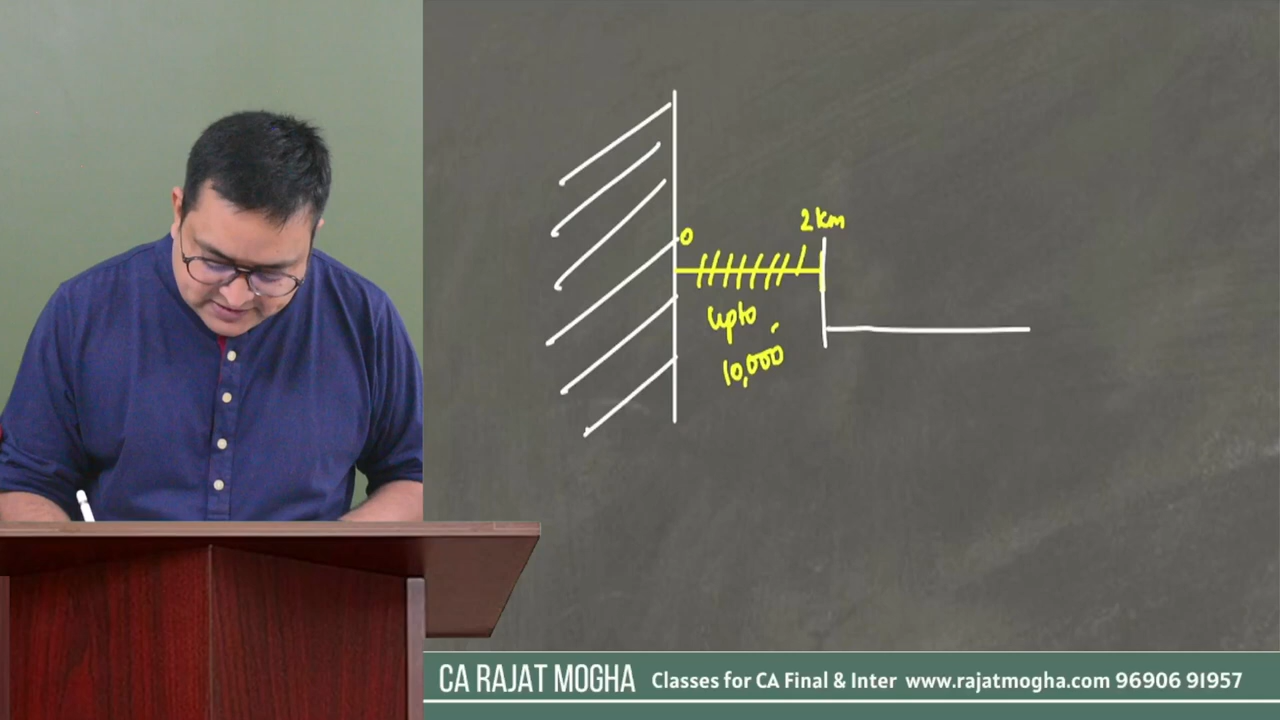 2 km
0
upto
10,000
CA RAJAT MOGHA Classes for CA Final & Inter www.rajatmogha.com 96906 91957